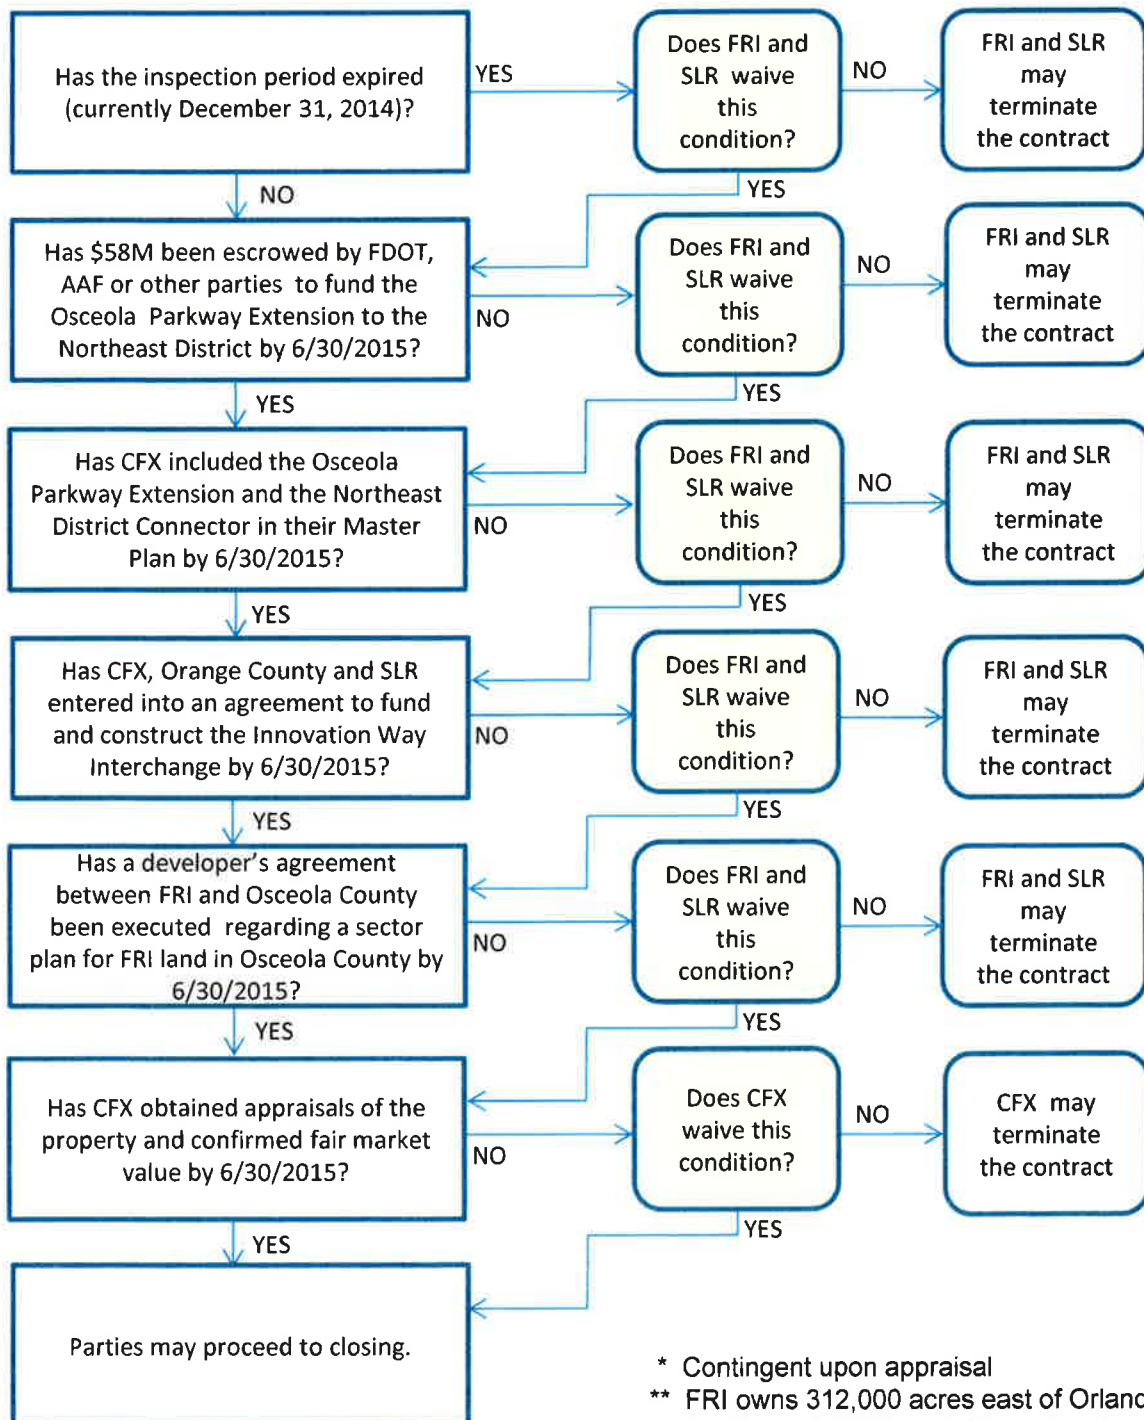 Has the inspection period expired
(currently December 31, 2014)?
YES
Does FRI and
SLR waive
this
condition?
NO
FRI and SLR
may
terminate
the contract
NO
YES
Has $58M been escrowed by FDOT,
AAF or other parties to fund the
Osceola Parkway Extension to the
Northeast District by 6/30/2015?
NO
Does FRI and
SLR waive
this
condition?
NO
FRI and SLR
may
terminate
the contract
YES
YES
Has CFX included the Osceola
Parkway Extension and the Northeast
District Connector in their Master
Plan by 6/30/2015?
NO
Does FRI and
SLR waive
this
condition?
NO
FRI and SLR
may
terminate
the contract
YES
YES
Has CFX, Orange County and SLR
entered into an agreement to fund
and construct the Innovation Way
Interchange by 6/30/2015?
NO
Does FRI and
SLR waive
this
condition?
NO
FRI and SLR
may
terminate
the contract
YES
YES
Has a developer's agreement
between FRI and Osceola County
been executed regarding a sector
plan for FRI land in Osceola County by
6/30/2015?
NO
Does FRI and
SLR waive
this
condition?
NO
FRI and SLR
may
terminate
the contract
YES
YES
Has CFX obtained appraisals of the
property and confirmed fair market
value by 6/30/2015?
NO
Does CFX
waive this
condition?
NO
CFX may
terminate
the contract
YES
YES
Parties may proceed to closing.
* Contingent upon appraisal
** FRI owns 312,000 acres east of Orland